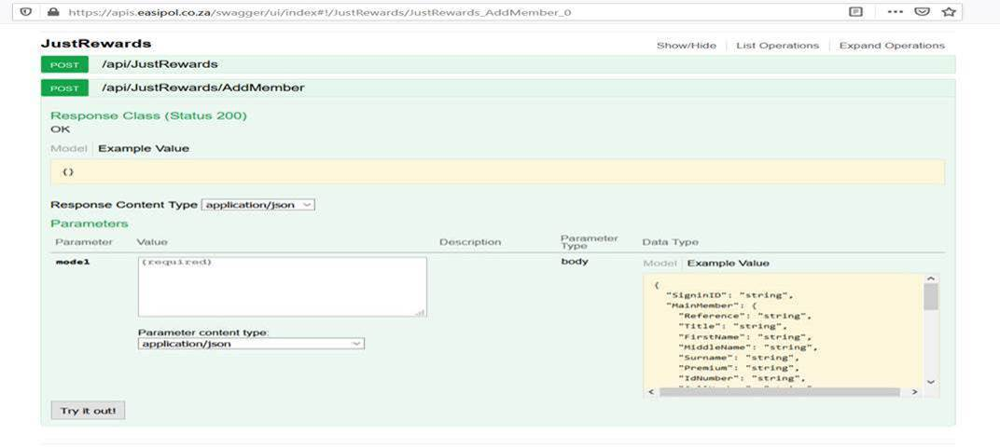 https://apis.easipol.co.za/swagger/ui/index#!/JustRewards/JustRewards_AddMember_0
JustRewards
Show/Hide
List Operations
Expand Operations
POST /api/JustRewards
POST /api/JustRewards/AddMember
Response Class (Status 200)
OK
Model Example Value
{}
Response Content Type application/json
Parameters
Parameter Value Description Parameter Type Data Type
model (required) body Model Example Value
{
"SigninID": "string",
"MainMember": {
"Reference": "string",
"Title": "string",
"FirstName": "string",
"MiddleName": "string",
"Surname": "string",
"Premium": "string",
"IdNumber": "string",
Parameter content type:
application/json
Try it out!